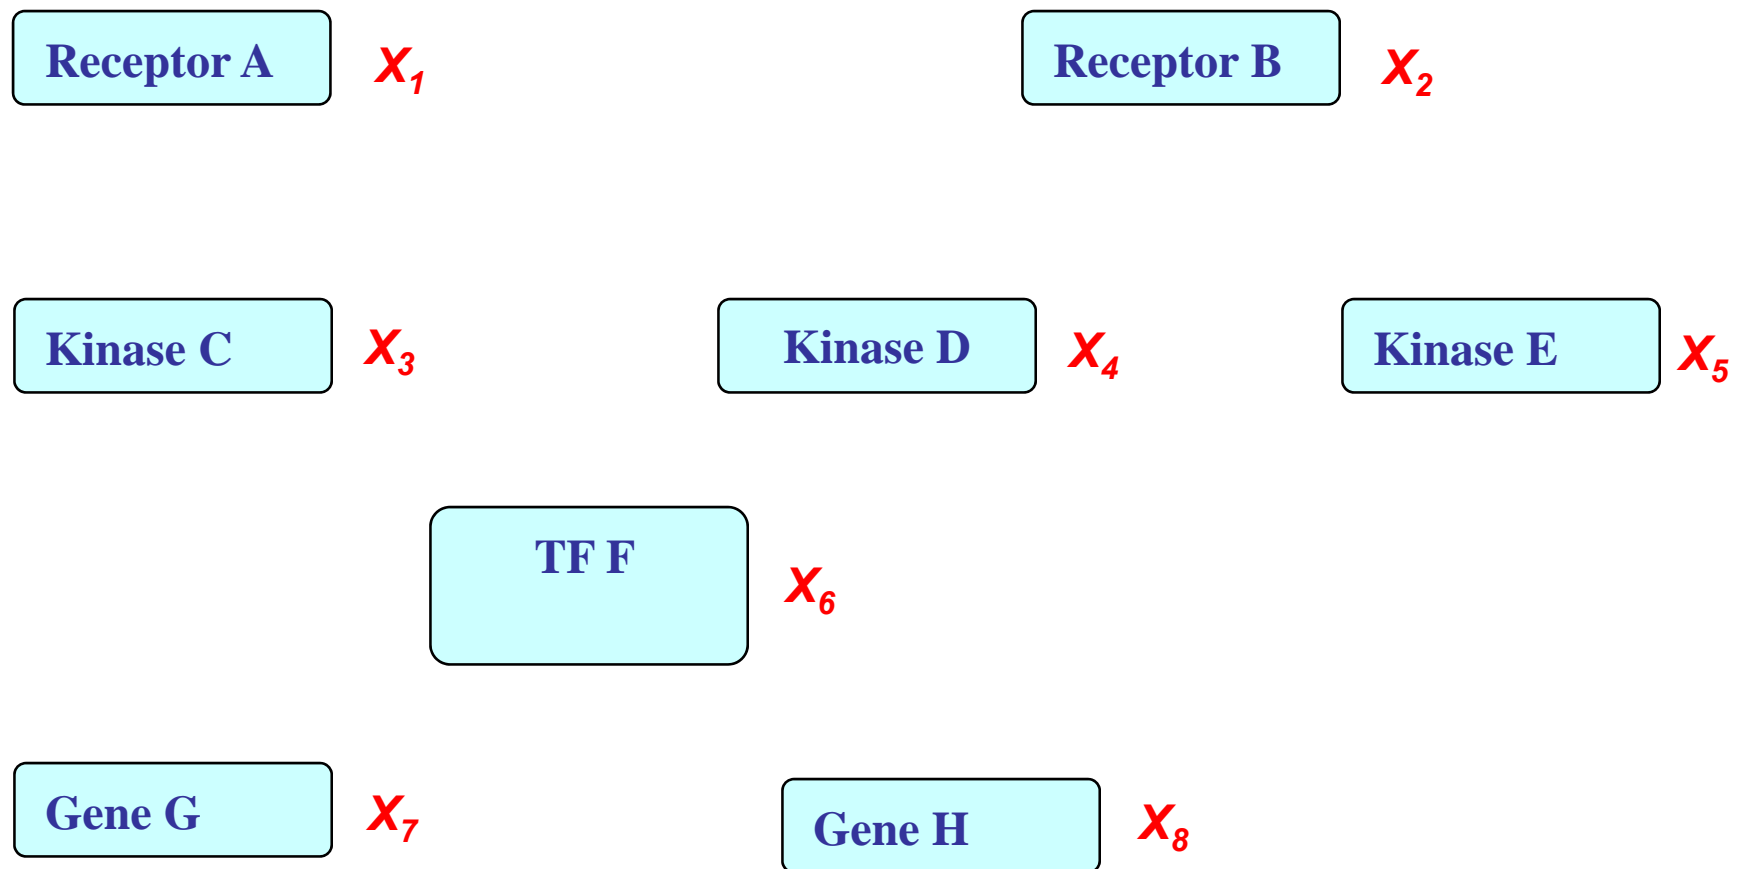 Receptor A X1
Receptor B X2
Kinase C X3
Kinase D X4
Kinase E X5
TF F X6
Gene G X7
Gene H X8